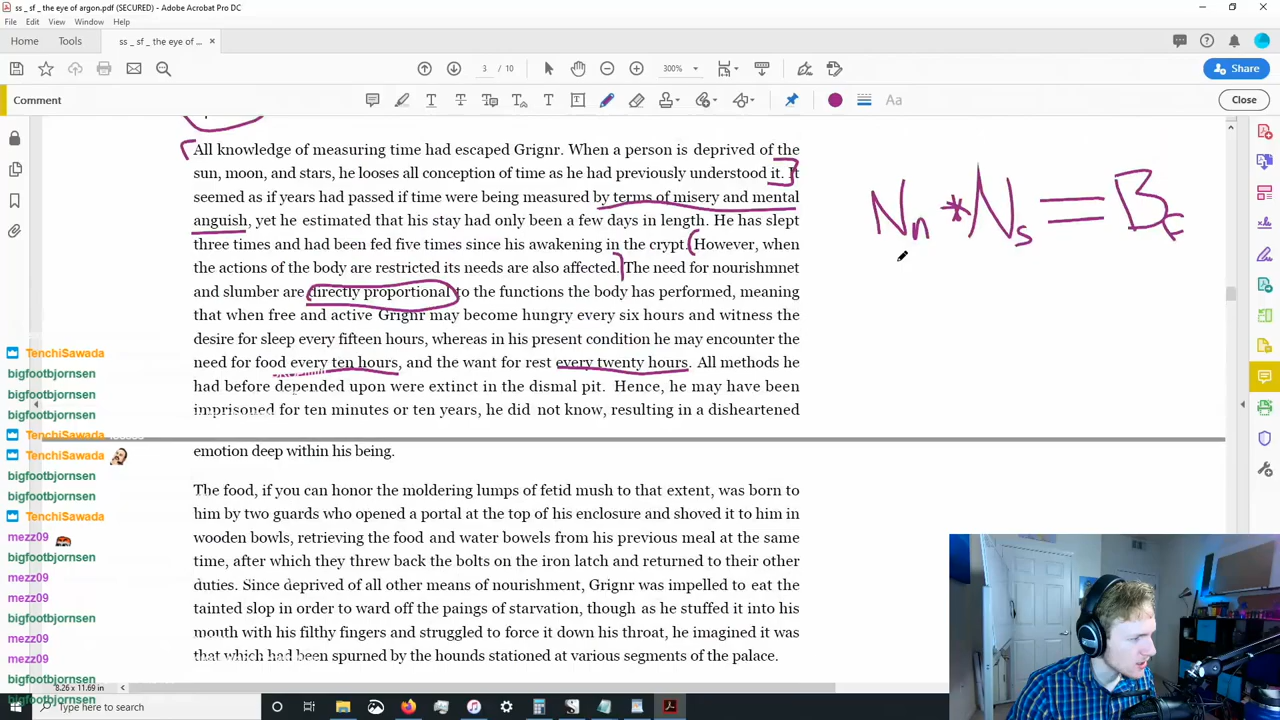 ss _ sf _ the eye of argon.pdf (SECURED) - Adobe Acrobat Pro DC
File Edit View Window Help
Home Tools ss _ sf _ the eye of ... ×
3 / 10 300% Share
Comment Aa Close
All knowledge of measuring time had escaped Grignr. When a person is deprived of the
sun, moon, and stars, he looses all conception of time as he had previously understood it. It
seemed as if years had passed if time were being measured by terms of misery and mental
anguish, yet he estimated that his stay had only been a few days in length. He has slept
three times and had been fed five times since his awakening in the crypt. However, when
the actions of the body are restricted its needs are also affected. The need for nourishmnet
and slumber are directly proportional to the functions the body has performed, meaning
that when free and active Grignr may become hungry every six hours and witness the
desire for sleep every fifteen hours, whereas in his present condition he may encounter the
need for food every ten hours, and the want for rest every twenty hours. All methods he
had before depended upon were extinct in the dismal pit. Hence, he may have been
imprisoned for ten minutes or ten years, he did not know, resulting in a disheartened
emotion deep within his being.
The food, if you can honor the moldering lumps of fetid mush to that extent, was born to
him by two guards who opened a portal at the top of his enclosure and shoved it to him in
wooden bowls, retrieving the food and water bowels from his previous meal at the same
time, after which they threw back the bolts on the iron latch and returned to their other
duties. Since deprived of all other means of nourishment, Grignr was impelled to eat the
tainted slop in order to ward off the paings of starvation, though as he stuffed it into his
mouth with his filthy fingers and struggled to force it down his throat, he imagined it was
that which had been spurned by the hounds stationed at various segments of the palace.
Nn * Ns = Bf
TenchiSawada
bigfootbjornsen
bigfootbjornsen
bigfootbjornsen
TenchiSawada
TenchiSawada
bigfootbjornsen
bigfootbjornsen
TenchiSawada
mezz09
bigfootbjornsen
mezz09
mezz09
bigfootbjornsen
mezz09
mezz09
bigfootbjornsen
bigfootbjornsen
8.26 x 11.69 in
Type here to search